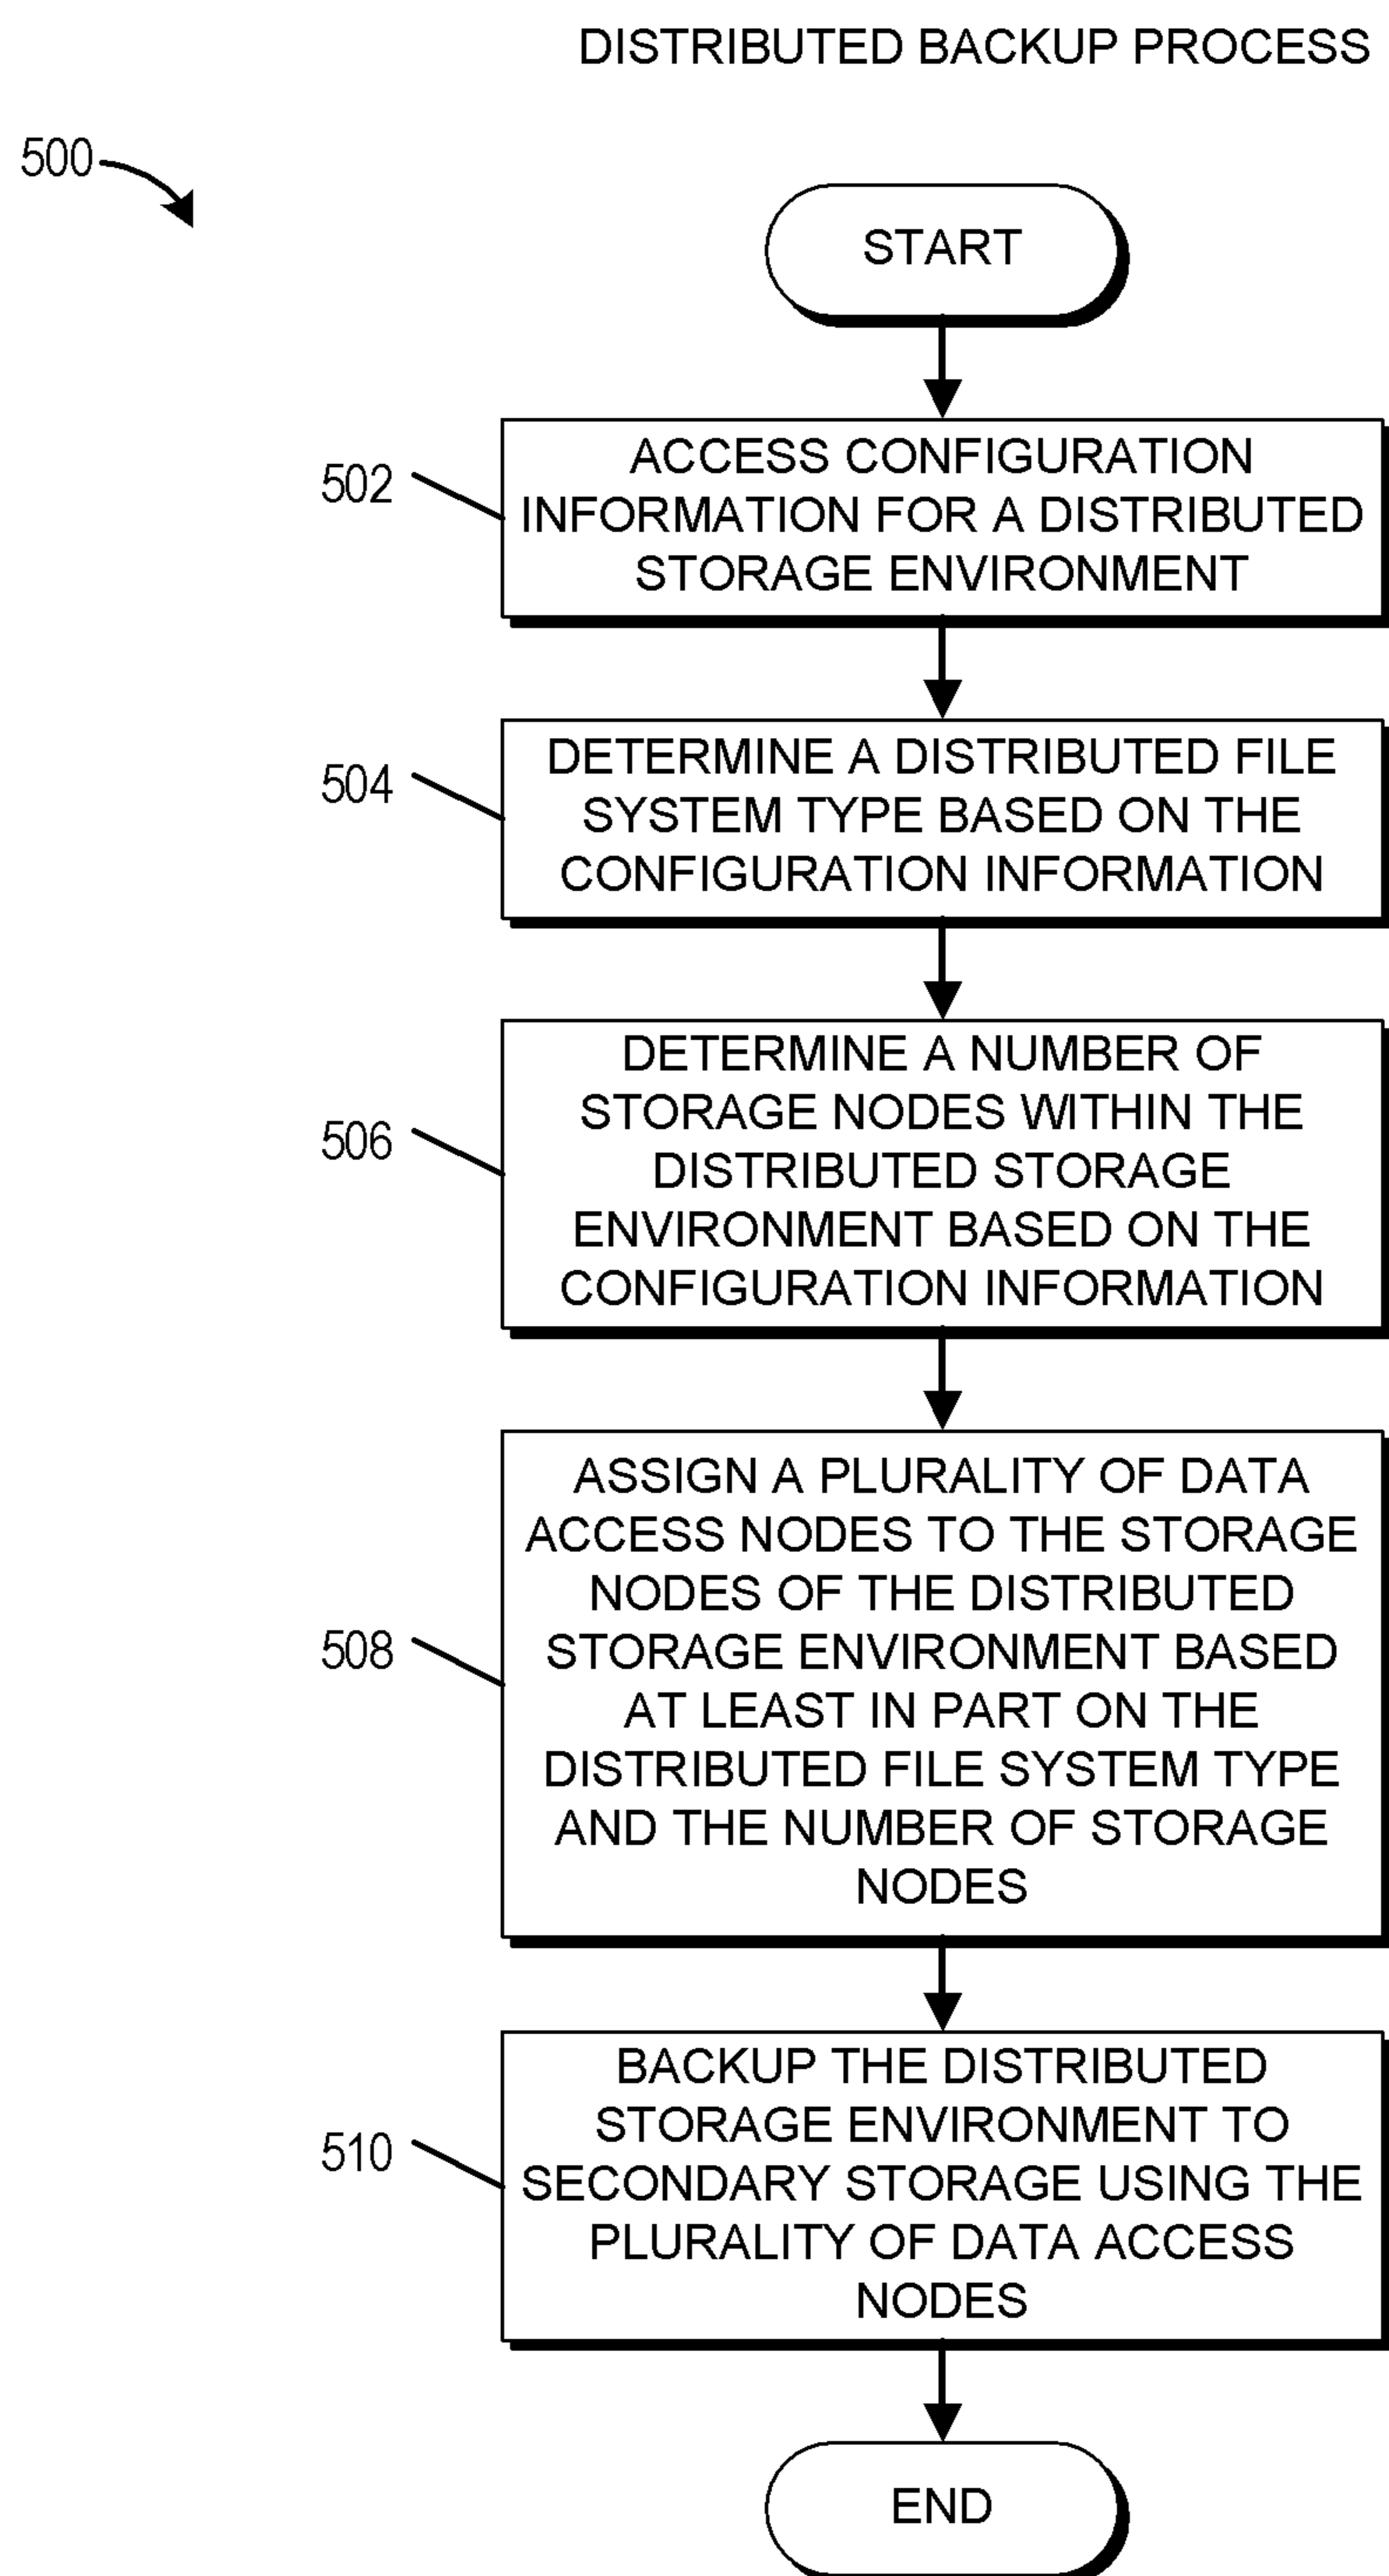 DISTRIBUTED BACKUP PROCESS
500
START
502
ACCESS CONFIGURATION
INFORMATION FOR A DISTRIBUTED
STORAGE ENVIRONMENT
504
DETERMINE A DISTRIBUTED FILE
SYSTEM TYPE BASED ON THE
CONFIGURATION INFORMATION
506
DETERMINE A NUMBER OF
STORAGE NODES WITHIN THE
DISTRIBUTED STORAGE
ENVIRONMENT BASED ON THE
CONFIGURATION INFORMATION
508
ASSIGN A PLURALITY OF DATA
ACCESS NODES TO THE STORAGE
NODES OF THE DISTRIBUTED
STORAGE ENVIRONMENT BASED
AT LEAST IN PART ON THE
DISTRIBUTED FILE SYSTEM TYPE
AND THE NUMBER OF STORAGE
NODES
510
BACKUP THE DISTRIBUTED
STORAGE ENVIRONMENT TO
SECONDARY STORAGE USING THE
PLURALITY OF DATA ACCESS
NODES
END